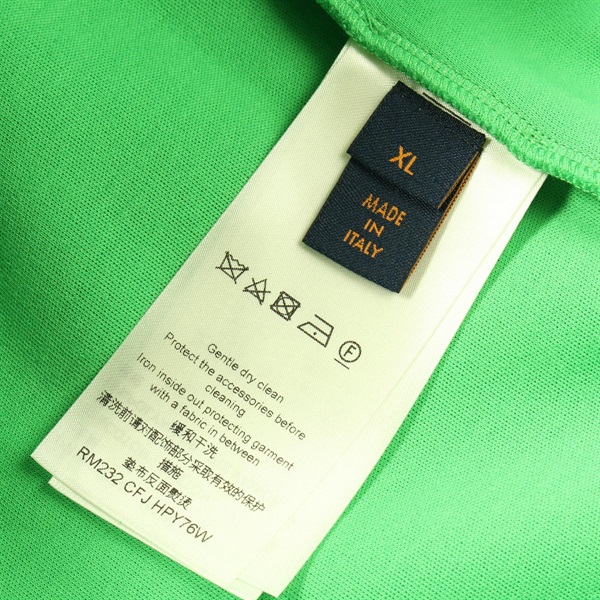 XL
MADE
IN
ITALY
F
Gentle dry clean
Protect the accessories before
cleaning
Iron inside out protecting garment
with a fabric in between
缓和干洗
清洗前请对配饰部分采取有效的保护
措施
垫布反面熨烫
RM232 CFJ HPY76W